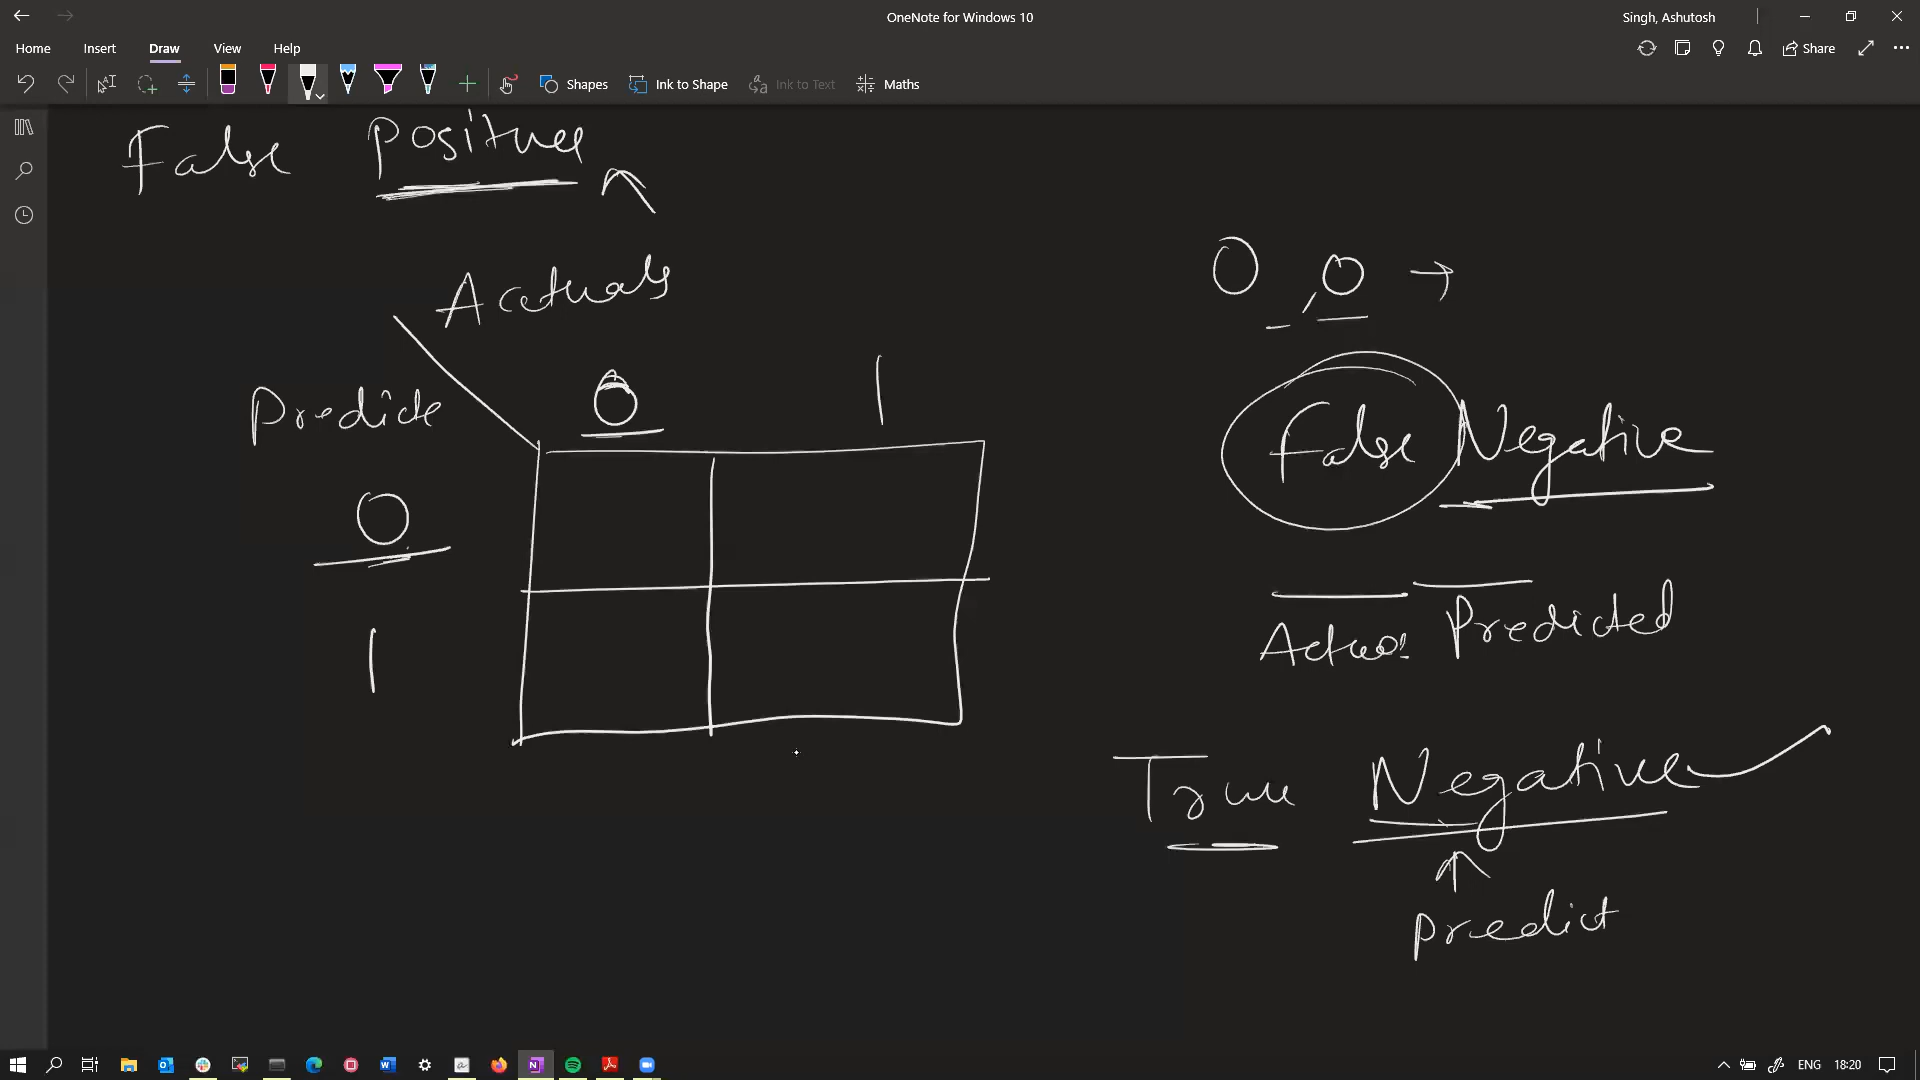 OneNote for Windows 10
Singh, Ashutosh
Home Insert Draw View Help
Share
Shapes Ink to Shape Ink to Text Maths
False Positive
Actuals
Predict
0 1
0
1
0, 0 →
False Negative
Actual Predicted
True Negative
Predict
ENG 18:20